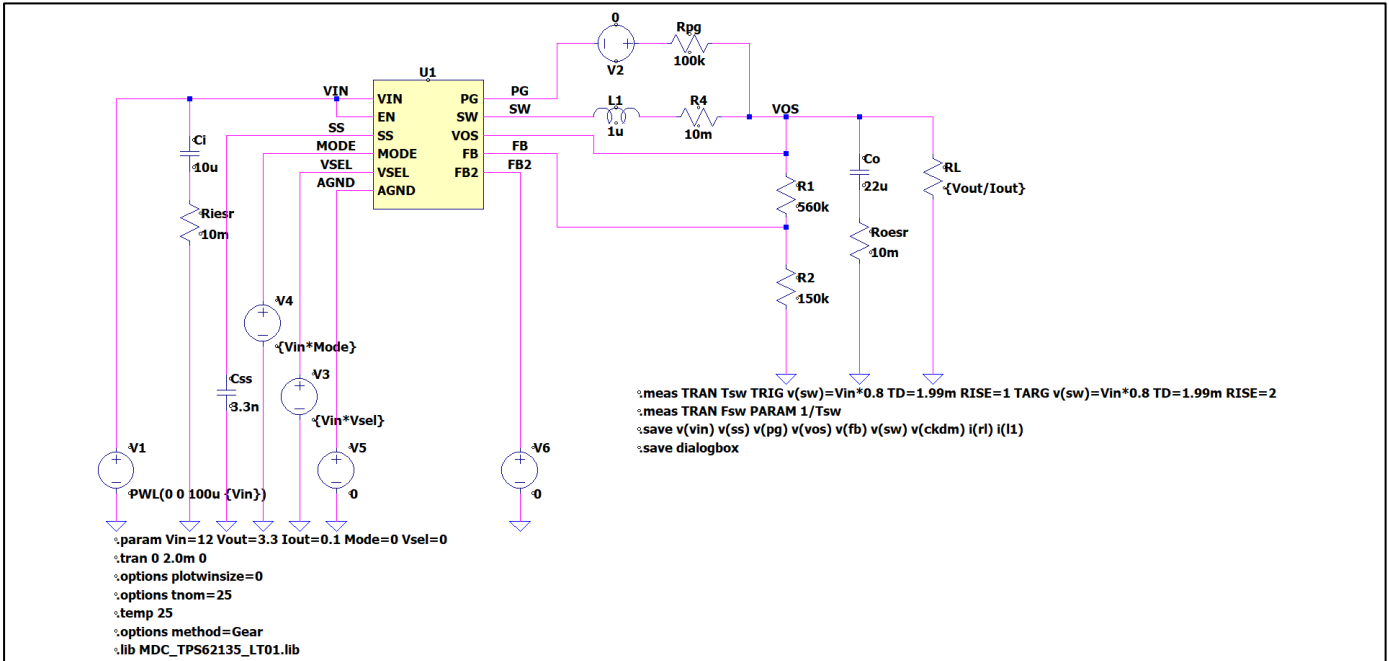 0
Rpg
V2
100k
U1
VIN
VIN
PG
PG
EN
SW
SW
L1
1u
R4
10m
VOS
SS
SS
VOS
MODE
MODE
FB
FB
VSEL
VSEL
FB2
FB2
AGND
AGND
Ci
10u
Riesr
10m
R1
560k
Co
22u
RL
{Vout/Iout}
Roesr
10m
R2
150k
V4
{Vin*Mode}
Css
3.3n
V3
{Vin*Vsel}
V1
PWL(0 0 100u {Vin})
V5
0
V6
0
.meas TRAN Tsw TRIG v(sw)=Vin*0.8 TD=1.99m RISE=1 TARG v(sw)=Vin*0.8 TD=1.99m RISE=2
.meas TRAN Fsw PARAM 1/Tsw
.save v(vin) v(ss) v(pg) v(vos) v(fb) v(sw) v(ckdm) i(rl) i(l1)
.save dialogbox
.param Vin=12 Vout=3.3 Iout=0.1 Mode=0 Vsel=0
.tran 0 2.0m 0
.options plotwinsize=0
.options tnom=25
.temp 25
.options method=Gear
.lib MDC_TPS62135_LT01.lib